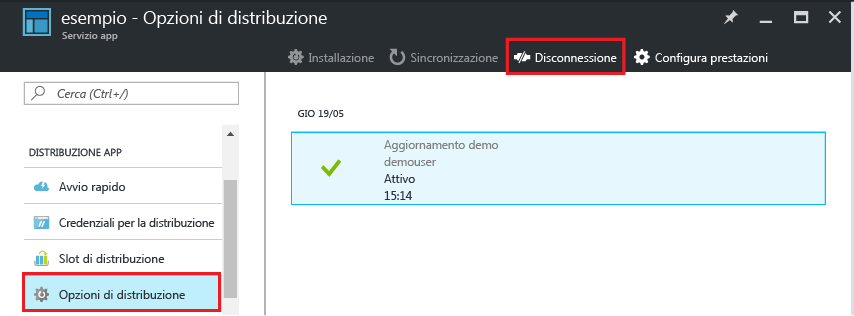 esempio - Opzioni di distribuzione
Servizio app
Installazione
Sincronizzazione
Disconnessione
Configura prestazioni
Cerca (Ctrl+/)
DISTRIBUZIONE APP
Avvio rapido
Credenziali per la distribuzione
Slot di distribuzione
Opzioni di distribuzione
GIO 19/05
Aggiornamento demo
demouser
Attivo
15:14